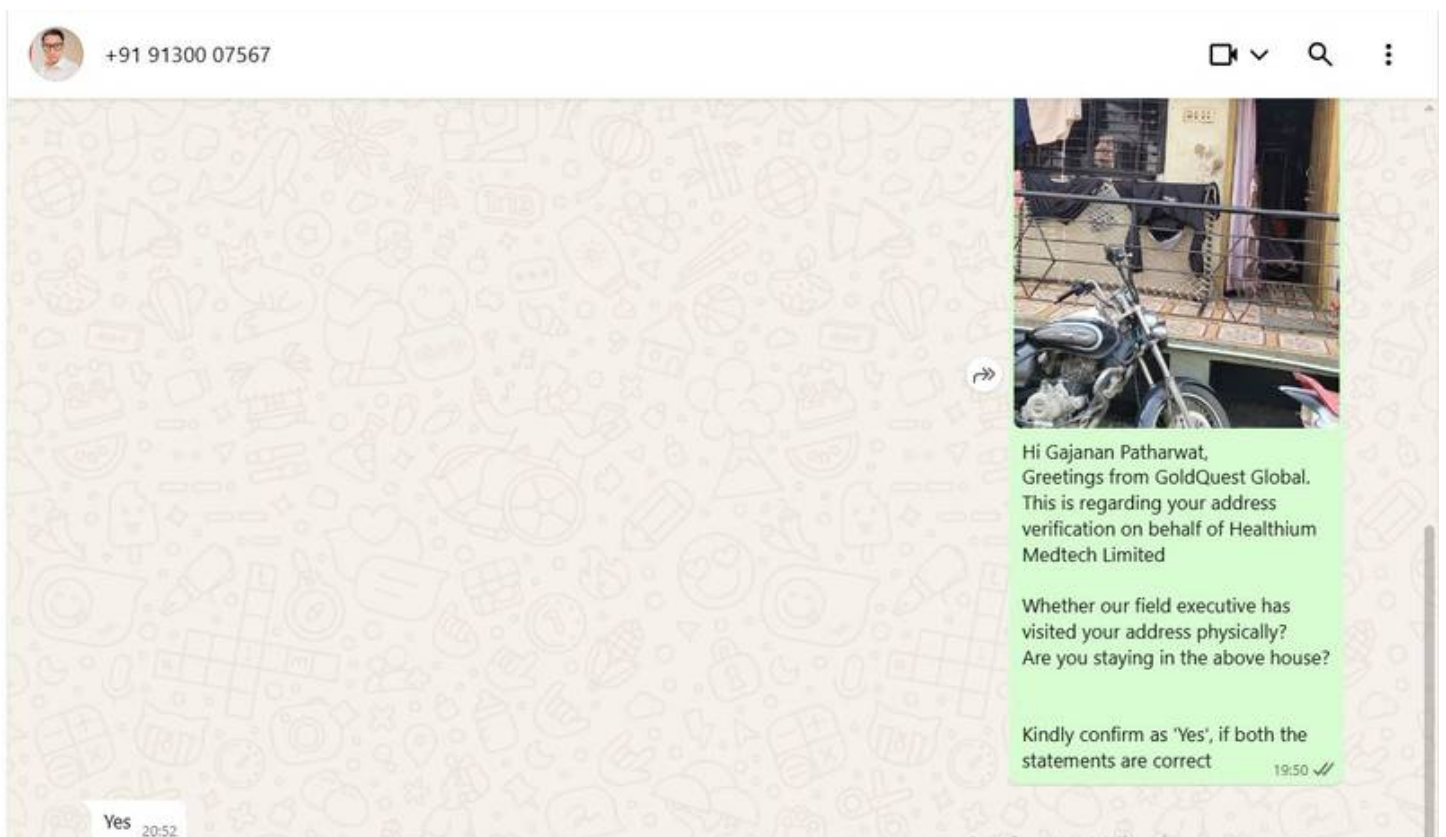 +91 91300 07567
Hi Gajanan Patharwat,
Greetings from GoldQuest Global.
This is regarding your address
verification on behalf of Healthium
Medtech Limited
Whether our field executive has
visited your address physically?
Are you staying in the above house?
Kindly confirm as 'Yes', if both the
statements are correct
19:50
Yes
20:52